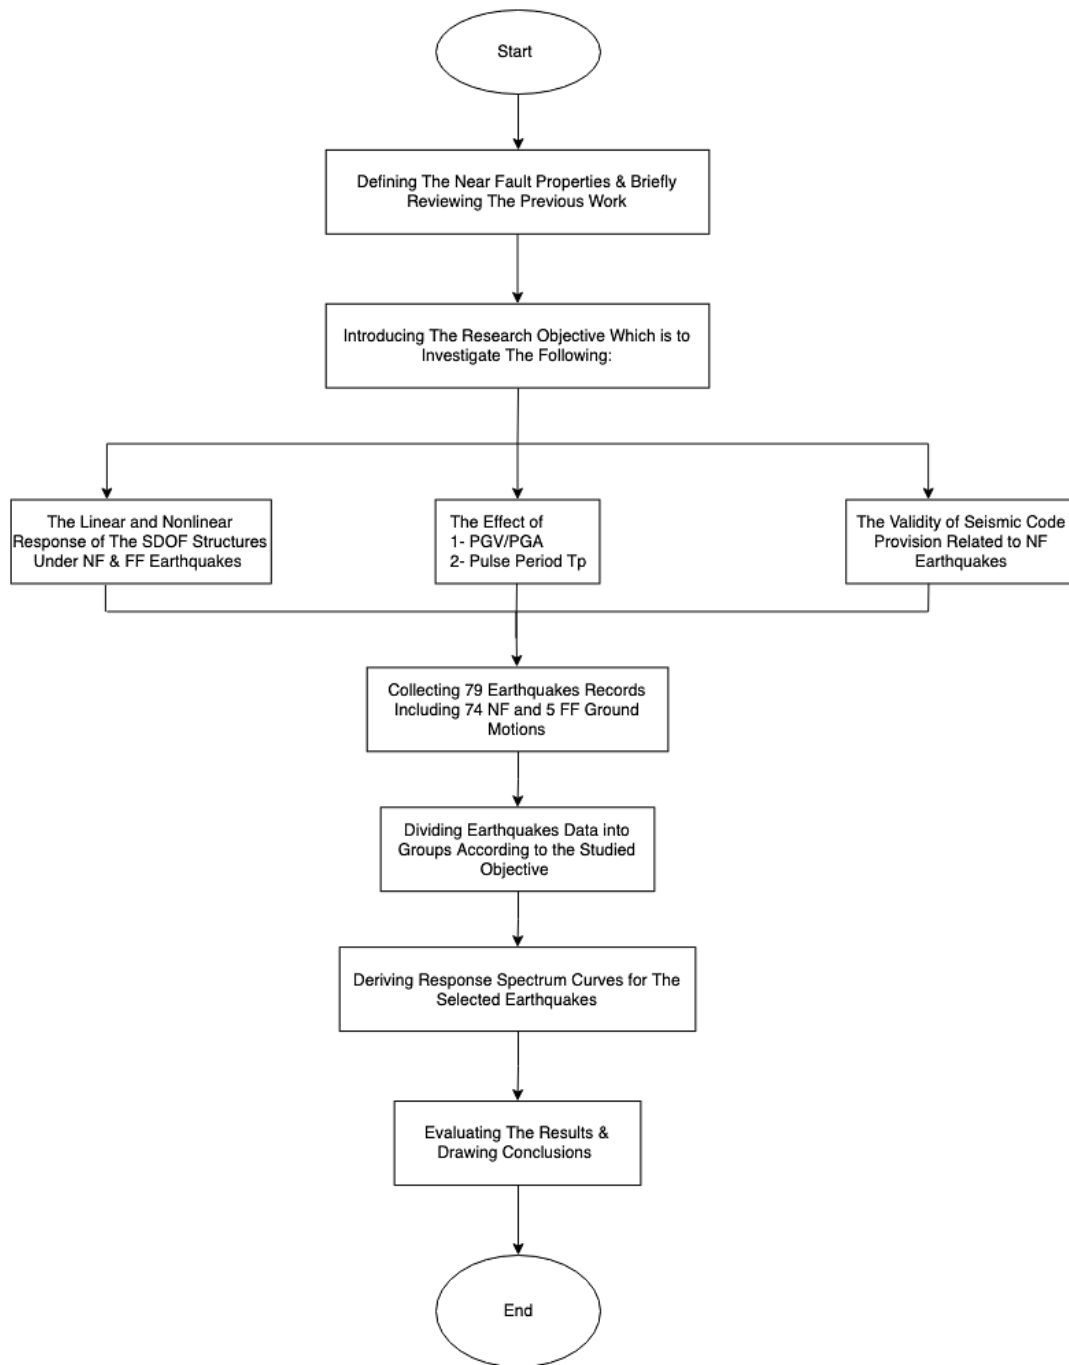 Start
Defining The Near Fault Properties & Briefly
Reviewing The Previous Work
Introducing The Research Objective Which is to
Investigate The Following:
The Linear and Nonlinear
Response of The SDOF Structures
Under NF & FF Earthquakes
The Effect of
1- PGV/PGA
2- Pulse Period Tp
The Validity of Seismic Code
Provision Related to NF
Earthquakes
Collecting 79 Earthquakes Records
Including 74 NF and 5 FF Ground
Motions
Dividing Earthquakes Data into
Groups According to the Studied
Objective
Deriving Response Spectrum Curves for The
Selected Earthquakes
Evaluating The Results &
Drawing Conclusions
End